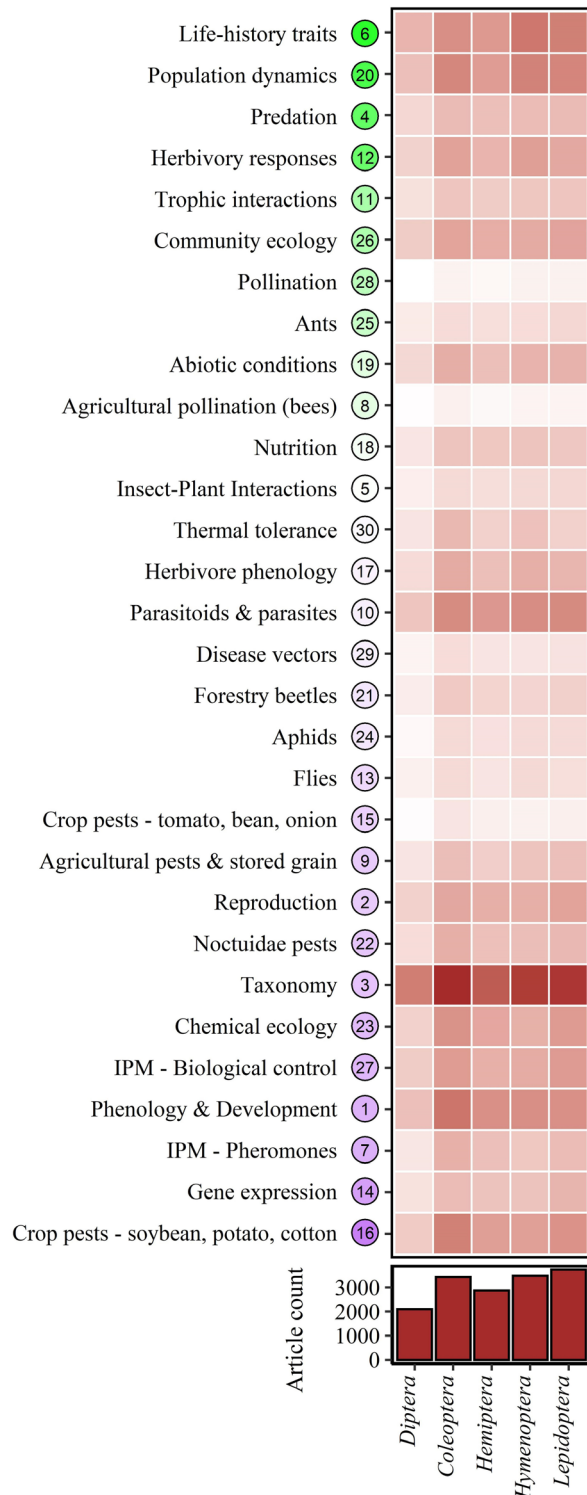 Life-history traits 6
Population dynamics 20
Predation 4
Herbivory responses 12
Trophic interactions 11
Community ecology 26
Pollination 28
Ants 25
Abiotic conditions 19
Agricultural pollination (bees) 8
Nutrition 18
Insect-Plant Interactions 5
Thermal tolerance 30
Herbivore phenology 17
Parasitoids & parasites 10
Disease vectors 29
Forestry beetles 21
Aphids 24
Flies 13
Crop pests - tomato, bean, onion 15
Agricultural pests & stored grain 9
Reproduction 2
Noctuidae pests 22
Taxonomy 3
Chemical ecology 23
IPM - Biological control 27
Phenology & Development 1
IPM - Pheromones 7
Gene expression 14
Crop pests - soybean, potato, cotton 16
Article count
3000
2000
1000
0
Diptera
Coleoptera
Hemiptera
Hymenoptera
Lepidoptera